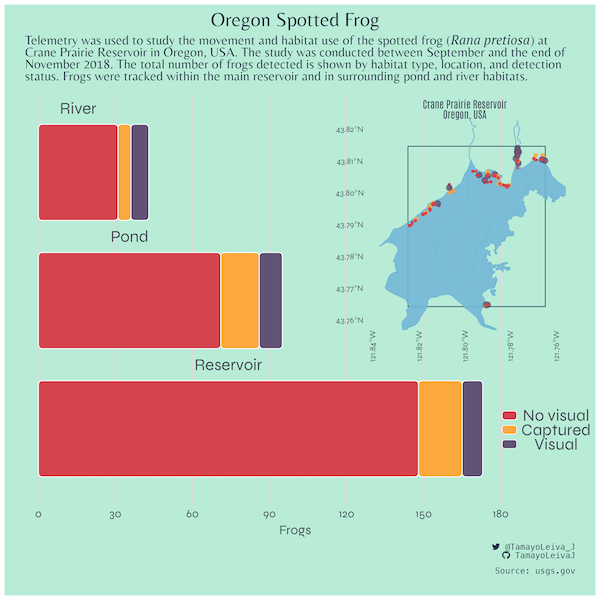 Oregon Spotted Frog
Telemetry was used to study the movement and habitat use of the spotted frog (Rana pretiosa) at
Crane Prairie Reservoir in Oregon, USA. The study was conducted between September and the end of
November 2018. The total number of frogs detected is shown by habitat type, location, and detection
status. Frogs were tracked within the main reservoir and in surrounding pond and river habitats.
River
Pond
Reservoir
Crane Prairie Reservoir
Oregon, USA
43.82°N
43.81°N
43.80°N
43.79°N
43.78°N
43.77°N
43.76°N
121.84°W
121.82°W
121.80°W
121.78°W
121.76°W
No visual
Captured
Visual
0 30 60 90 120 150 180
Frogs
@TamayoLeiva_J
TamayoLeivaJ
Source: usgs.gov